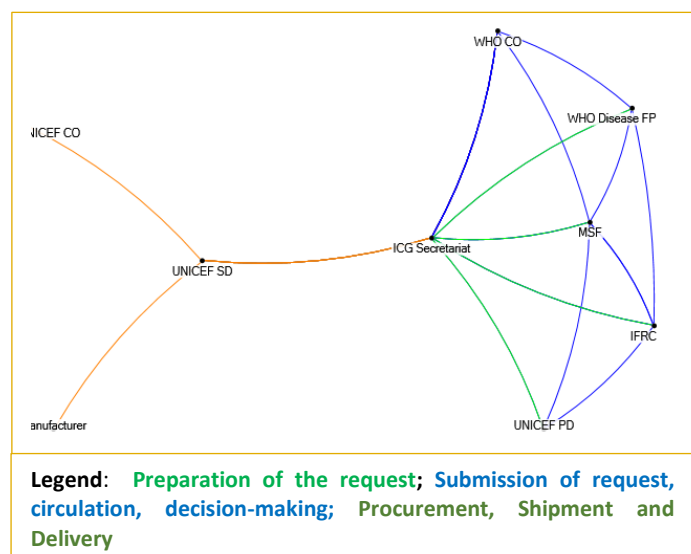 WHO CO
WHO Disease FP
NICEF CO
MSF
ICG Secretariat
UNICEF SD
IFRC
anufacturer
UNICEF PD
Legend: Preparation of the request; Submission of request,
circulation, decision-making; Procurement, Shipment and
Delivery